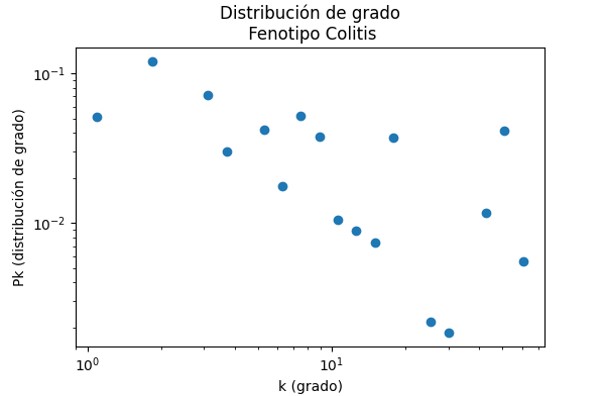 Distribución de grado
Fenotipo Colitis
10⁻¹
10⁻²
Pk (distribución de grado)
10⁰
10¹
k (grado)